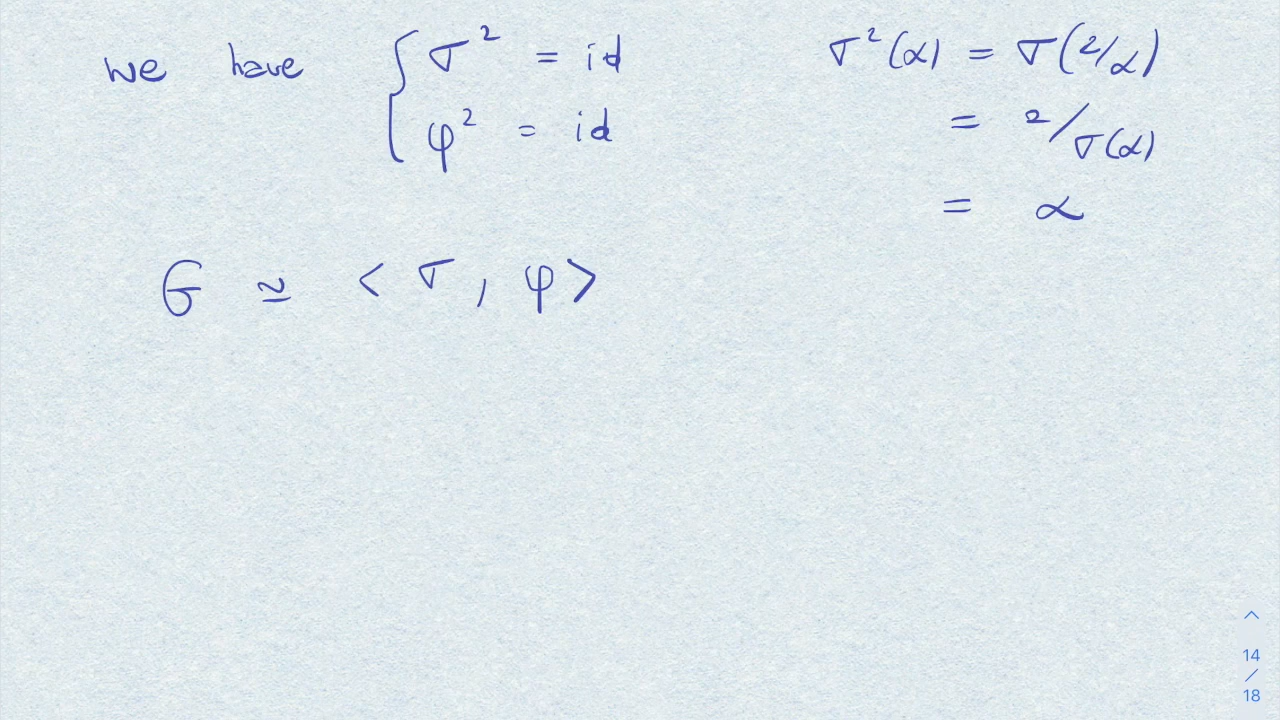 we have { σ² = id
φ² = id
G ≃ < σ , φ >
σ²(α) = σ(2/α)
= 2/σ(α)
= α
14
/
18